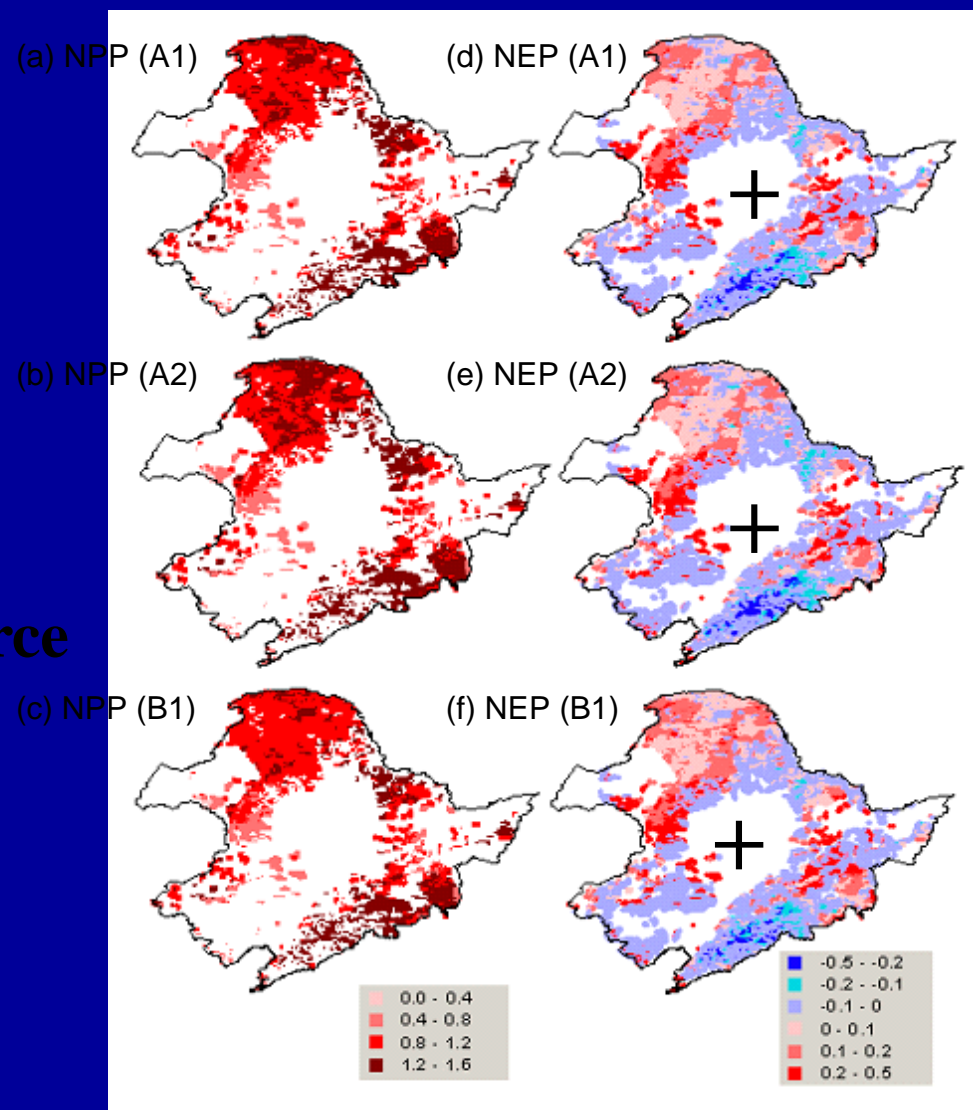 (a) NPP (A1)
(d) NEP (A1)
(b) NPP (A2)
(e) NEP (A2)
rce
(c) NPP (B1)
(f) NEP (B1)
0.0 - 0.4
0.4 - 0.8
0.8 - 1.2
1.2 - 1.6
-0.5 - -0.2
-0.2 - -0.1
-0.1 - 0
0 - 0.1
0.1 - 0.2
0.2 - 0.5